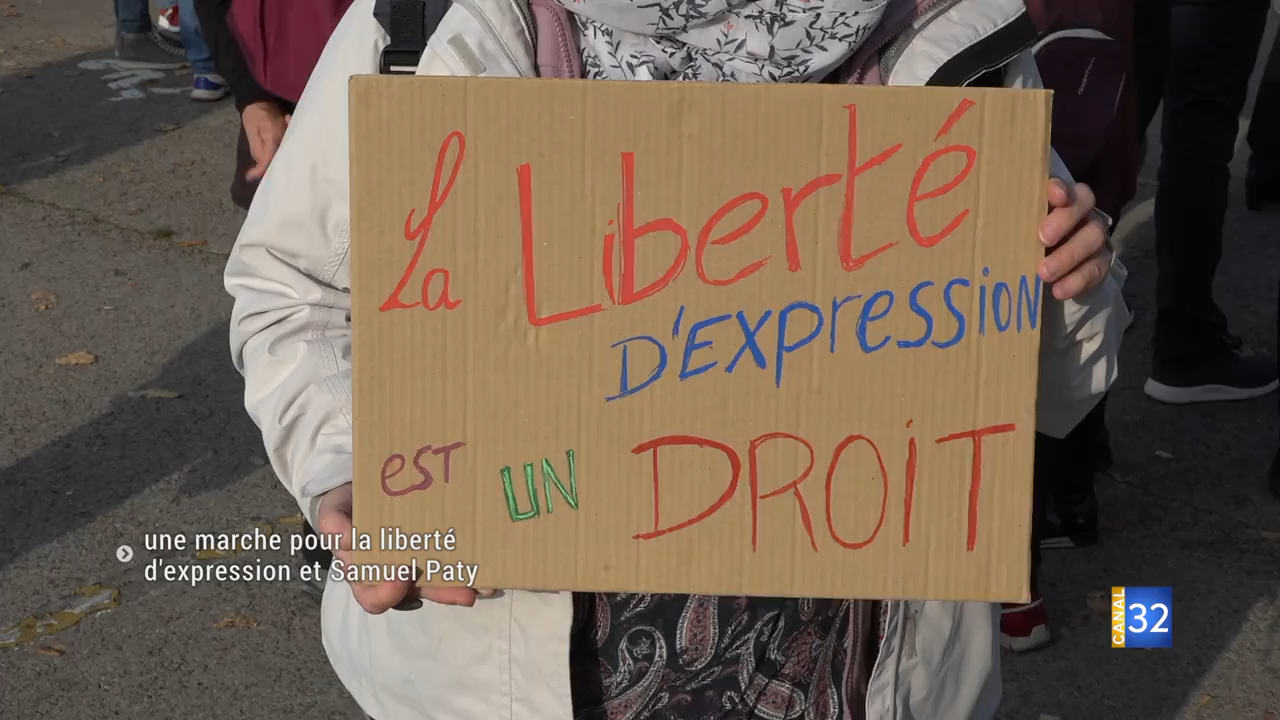 La Liberté
D'Expression
EST UN DROiT
une marche pour la liberté
d'expression et Samuel Paty
CANAL 32